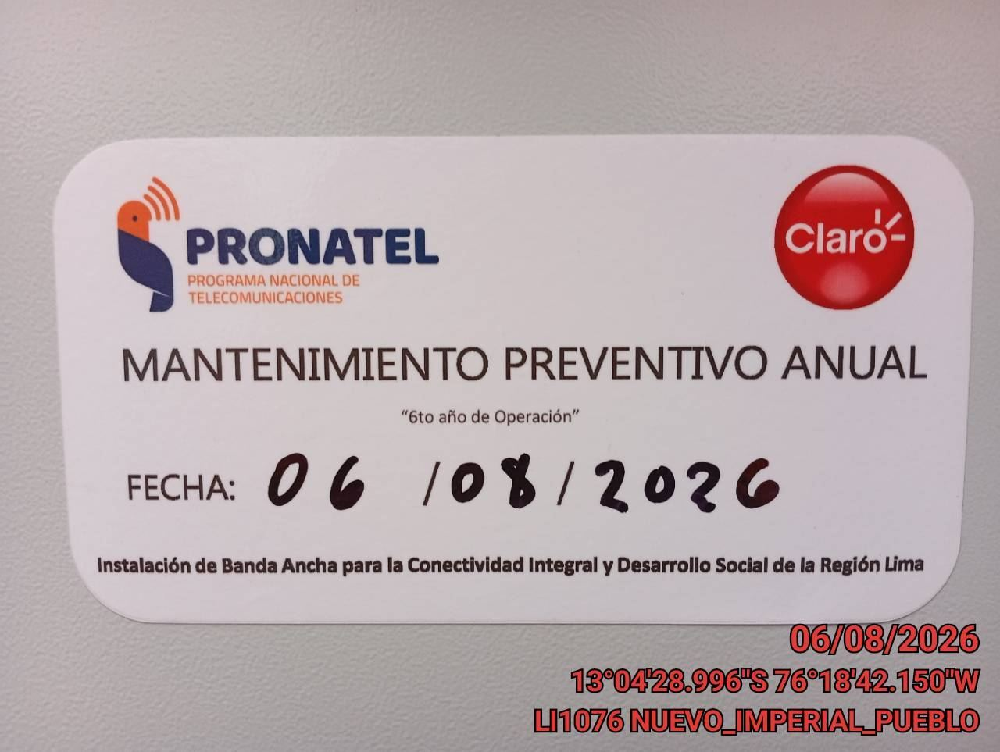 PRONATEL
PROGRAMA NACIONAL DE
TELECOMUNICACIONES
Claro
MANTENIMIENTO PREVENTIVO ANUAL
“6to año de Operación”
FECHA: 06 / 08 / 2026
Instalación de Banda Ancha para la Conectividad Integral y Desarrollo Social de la Región Lima
06/08/2026
13°04'28.996"S 76°18'42.150"W
LI1076 NUEVO_IMPERIAL_PUEBLO